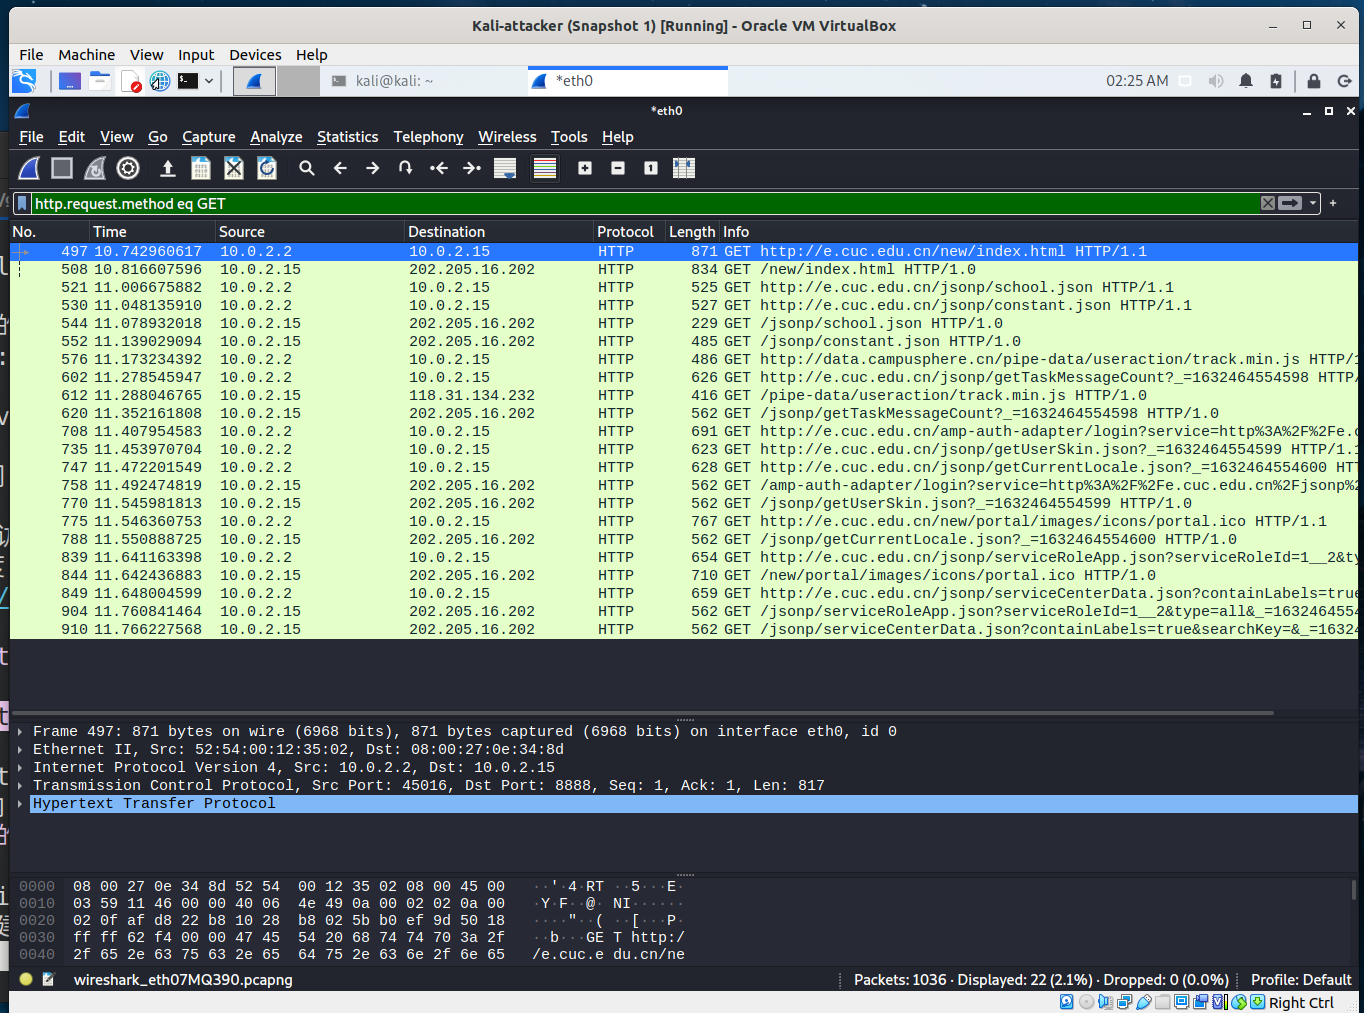 Kali-attacker (Snapshot 1) [Running] - Oracle VM VirtualBox
File Machine View Input Devices Help
kali@kali: ~ *eth0 02:25 AM
*eth0
File Edit View Go Capture Analyze Statistics Telephony Wireless Tools Help
http.request.method eq GET
No. Time Source Destination Protocol Length Info
497 10.742960617 10.0.2.2 10.0.2.15 HTTP 871 GET http://e.cuc.edu.cn/new/index.html HTTP/1.1
508 10.816607596 10.0.2.15 202.205.16.202 HTTP 834 GET /new/index.html HTTP/1.0
521 11.006675882 10.0.2.2 10.0.2.15 HTTP 525 GET http://e.cuc.edu.cn/jsonp/school.json HTTP/1.1
530 11.048135910 10.0.2.2 10.0.2.15 HTTP 527 GET http://e.cuc.edu.cn/jsonp/constant.json HTTP/1.1
544 11.078932018 10.0.2.15 202.205.16.202 HTTP 229 GET /jsonp/school.json HTTP/1.0
552 11.139029094 10.0.2.15 202.205.16.202 HTTP 485 GET /jsonp/constant.json HTTP/1.0
576 11.173234392 10.0.2.2 10.0.2.15 HTTP 486 GET http://data.campusphere.cn/pipe-data/useraction/track.min.js HTTP/1
602 11.278545947 10.0.2.2 10.0.2.15 HTTP 626 GET http://e.cuc.edu.cn/jsonp/getTaskMessageCount?_=1632464554598 HTTP/
612 11.288046765 10.0.2.15 118.31.134.232 HTTP 416 GET /pipe-data/useraction/track.min.js HTTP/1.0
620 11.352161808 10.0.2.15 202.205.16.202 HTTP 562 GET /jsonp/getTaskMessageCount?_=1632464554598 HTTP/1.0
708 11.407954583 10.0.2.2 10.0.2.15 HTTP 691 GET http://e.cuc.edu.cn/amp-auth-adapter/login?service=http%3A%2F%2Fe.c
735 11.453970704 10.0.2.2 10.0.2.15 HTTP 623 GET http://e.cuc.edu.cn/jsonp/getUserSkin.json?_=1632464554599 HTTP/1.1
747 11.472201549 10.0.2.2 10.0.2.15 HTTP 628 GET http://e.cuc.edu.cn/jsonp/getCurrentLocale.json?_=1632464554600 HTT
758 11.492474819 10.0.2.15 202.205.16.202 HTTP 562 GET /amp-auth-adapter/login?service=http%3A%2F%2Fe.cuc.edu.cn%2Fjsonp%2
770 11.545981813 10.0.2.15 202.205.16.202 HTTP 562 GET /jsonp/getUserSkin.json?_=1632464554599 HTTP/1.0
775 11.546360753 10.0.2.2 10.0.2.15 HTTP 767 GET http://e.cuc.edu.cn/new/portal/images/icons/portal.ico HTTP/1.1
788 11.550888725 10.0.2.15 202.205.16.202 HTTP 562 GET /jsonp/getCurrentLocale.json?_=1632464554600 HTTP/1.0
839 11.641163398 10.0.2.2 10.0.2.15 HTTP 654 GET http://e.cuc.edu.cn/jsonp/serviceRoleApp.json?serviceRoleId=1__2&ty
844 11.642436883 10.0.2.15 202.205.16.202 HTTP 710 GET /new/portal/images/icons/portal.ico HTTP/1.0
849 11.648004599 10.0.2.2 10.0.2.15 HTTP 659 GET http://e.cuc.edu.cn/jsonp/serviceCenterData.json?containLabels=true
904 11.760841464 10.0.2.15 202.205.16.202 HTTP 562 GET /jsonp/serviceRoleApp.json?serviceRoleId=1__2&type=all&_=1632464554
910 11.766227568 10.0.2.15 202.205.16.202 HTTP 562 GET /jsonp/serviceCenterData.json?containLabels=true&searchKey=&_=16324
Frame 497: 871 bytes on wire (6968 bits), 871 bytes captured (6968 bits) on interface eth0, id 0
Ethernet II, Src: 52:54:00:12:35:02, Dst: 08:00:27:0e:34:8d
Internet Protocol Version 4, Src: 10.0.2.2, Dst: 10.0.2.15
Transmission Control Protocol, Src Port: 45016, Dst Port: 8888, Seq: 1, Ack: 1, Len: 817
Hypertext Transfer Protocol
0000 08 00 27 0e 34 8d 52 54 00 12 35 02 08 00 45 00 ··'·4·RT ··5···E·
0010 03 59 11 46 00 00 40 06 4e 49 0a 00 02 02 0a 00 ·Y·F··@· NI······
0020 02 0f af d8 22 b8 10 28 b8 02 5b b0 ef 9d 50 18 ····"··( ··[···P·
0030 ff ff 62 f4 00 00 47 45 54 20 68 74 74 70 3a 2f ··b···GE T http:/
0040 2f 65 2e 63 75 63 2e 65 64 75 2e 63 6e 2f 6e 65 /e.cuc.e du.cn/ne
wireshark_eth07MQ390.pcapng Packets: 1036 · Displayed: 22 (2.1%) · Dropped: 0 (0.0%) Profile: Default
Right Ctrl